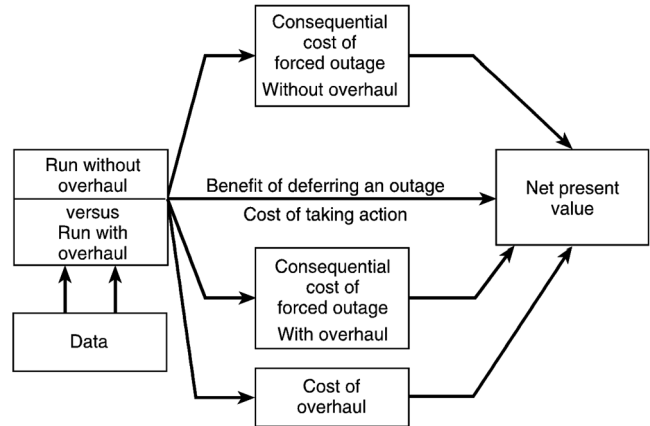 Consequential
cost of
forced outage
Without overhaul
Run without
overhaul
versus
Run with
overhaul
Data
Benefit of deferring an outage
Cost of taking action
Consequential
cost of
forced outage
With overhaul
Cost of
overhaul
Net present
value